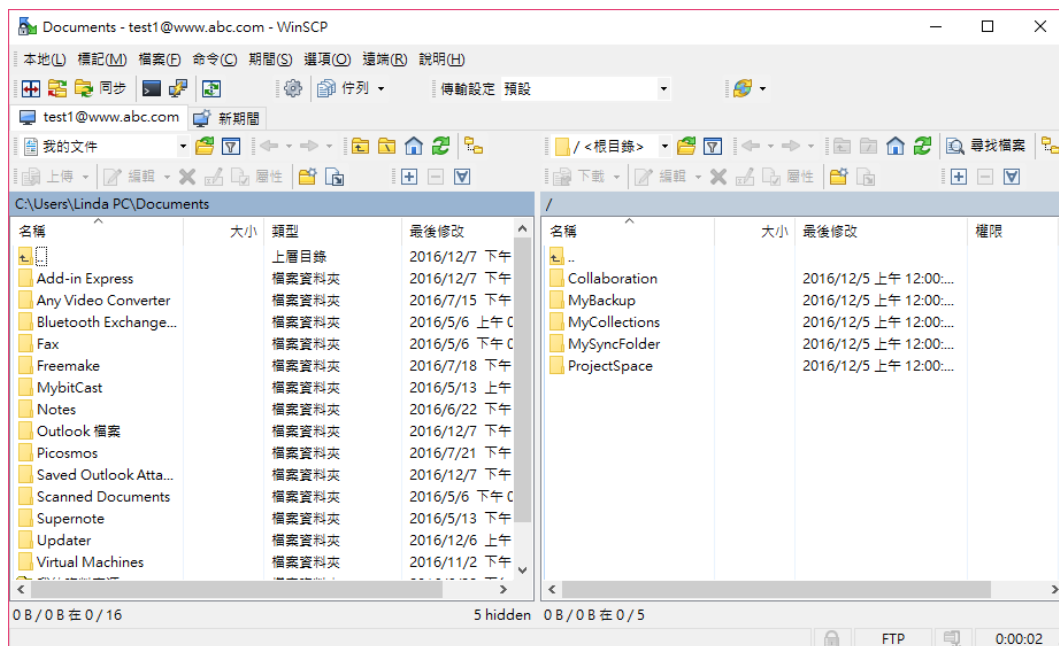 Documents - test1@www.abc.com - WinSCP
本地(L) 標記(M) 檔案(F) 命令(C) 期間(S) 選項(O) 遠端(R) 說明(H)
同步 佇列 傳輸設定 預設
test1@www.abc.com 新期間
我的文件 / <根目錄> 尋找檔案
上傳 編輯 屬性 下載 編輯 屬性
C:\Users\Linda PC\Documents /
名稱 大小 類型 最後修改 名稱 大小 最後修改 權限
.. 上層目錄 2016/12/7 下午 ..
Add-in Express 檔案資料夾 2016/12/7 下午 Collaboration 2016/12/5 上午 12:00:...
Any Video Converter 檔案資料夾 2016/7/15 下午 MyBackup 2016/12/5 上午 12:00:...
Bluetooth Exchange... 檔案資料夾 2016/5/6 上午 MyCollections 2016/12/5 上午 12:00:...
Fax 檔案資料夾 2016/5/6 下午 MySyncFolder 2016/12/5 上午 12:00:...
Freemake 檔案資料夾 2016/7/18 下午 ProjectSpace 2016/12/5 上午 12:00:...
MybitCast 檔案資料夾 2016/5/13 上午
Notes 檔案資料夾 2016/6/22 下午
Outlook 檔案 檔案資料夾 2016/12/7 下午
Picosmos 檔案資料夾 2016/7/21 下午
Saved Outlook Atta... 檔案資料夾 2016/12/7 下午
Scanned Documents 檔案資料夾 2016/5/6 下午
Supernote 檔案資料夾 2016/5/13 下午
Updater 檔案資料夾 2016/12/6 上午
Virtual Machines 檔案資料夾 2016/11/2 下午
0 B / 0 B 在 0 / 16 5 hidden 0 B / 0 B 在 0 / 5
FTP 0:00:02